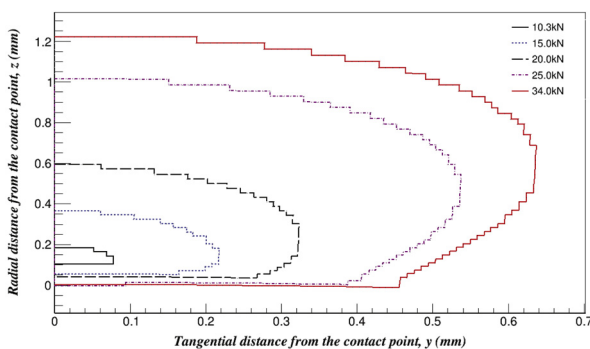 Radial distance from the contact point, z (mm)
1.2
1
0.8
0.6
0.4
0.2
0
10.3kN
15.0kN
20.0kN
25.0kN
34.0kN
0 0.1 0.2 0.3 0.4 0.5 0.6 0.7
Tangential distance from the contact point, y (mm)